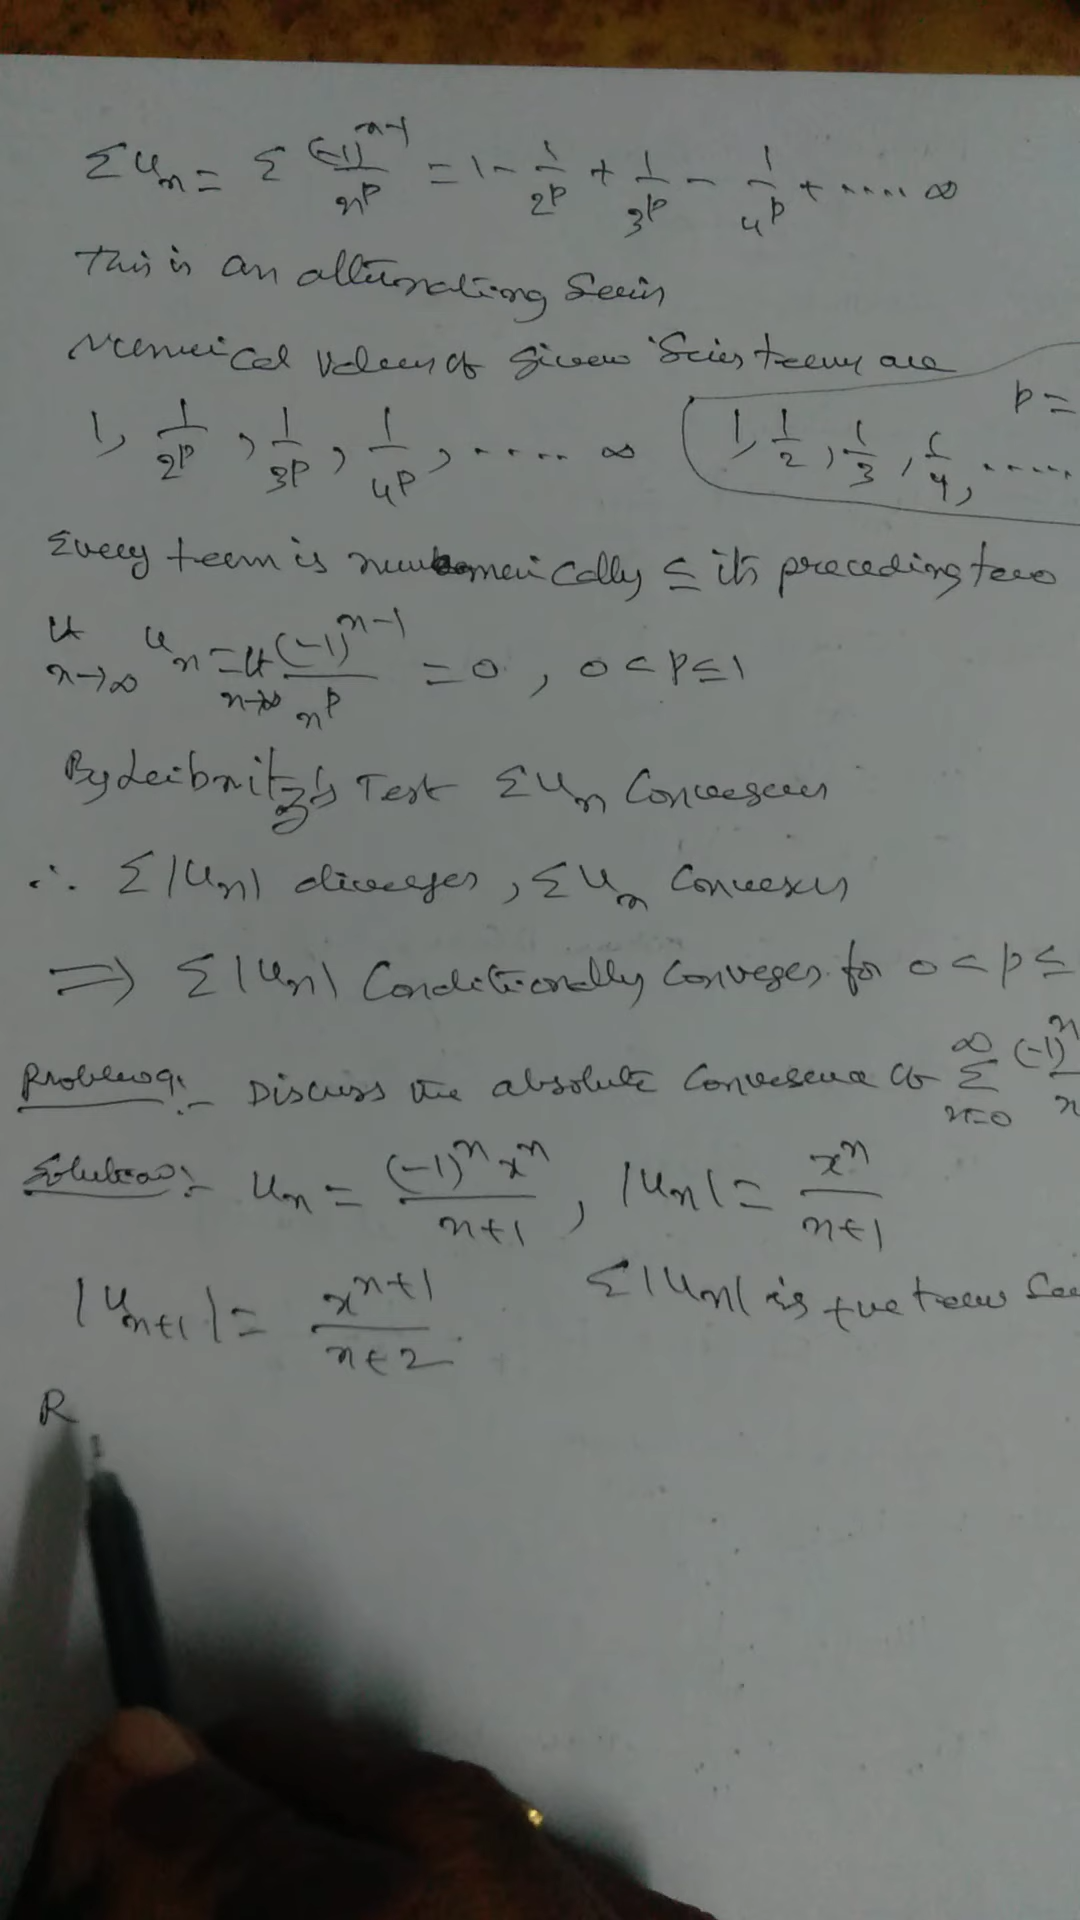 Σuₙ = Σ (-1)^(n-1)/n^p = 1 - 1/2^p + 1/3^p - 1/4^p + .... ∞
This is an alternating Series
Numerical Values of given Series terms are
1, 1/2^p, 1/3^p, 1/4^p, ..... ∞
p =
1, 1/2, 1/3, 1/4, .....
Every term is numerically ≤ its preceding two
Lt n→∞ uₙ = Lt n→∞ (-1)^(n-1)/n^p = 0, 0 < p ≤ 1
By Leibnitz's Test Σuₙ Converges
∴ Σ|uₙ| diverges, Σuₙ Converges
⇒ Σ|uₙ| Conditionally Conveges for 0 < p ≤
Problem:- Discuss the absolute Convergence of ∞ Σ n=0 (-1)^n / n
Solution:- uₙ = (-1)^n x^n/(n+1), |uₙ| = x^n/(n+1)
|uₙ₊₁| = x^(n+1)/(n+2) Σ|uₙ| is +ve term Se
R